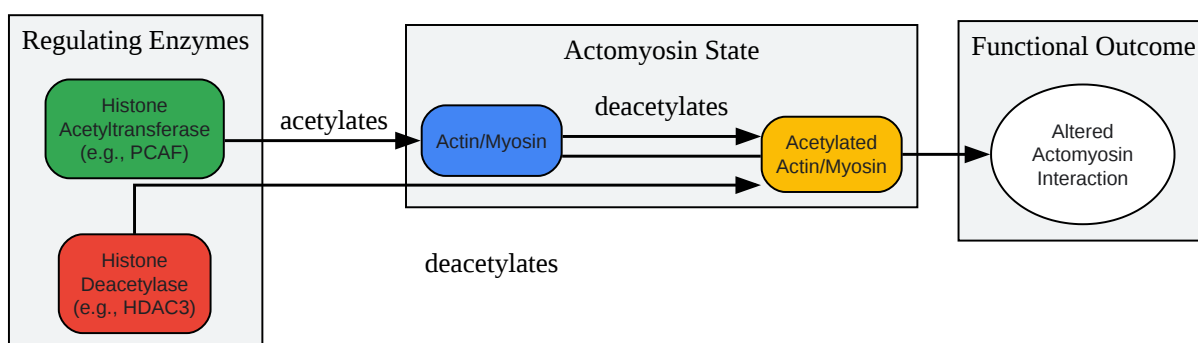 Regulating Enzymes
Histone
Acetyltransferase
(e.g., PCAF)
Histone
Deacetylase
(e.g., HDAC3)
acetylates
deacetylates
Actomyosin State
Actin/Myosin
deacetylates
Acetylated
Actin/Myosin
Functional Outcome
Altered
Actomyosin
Interaction